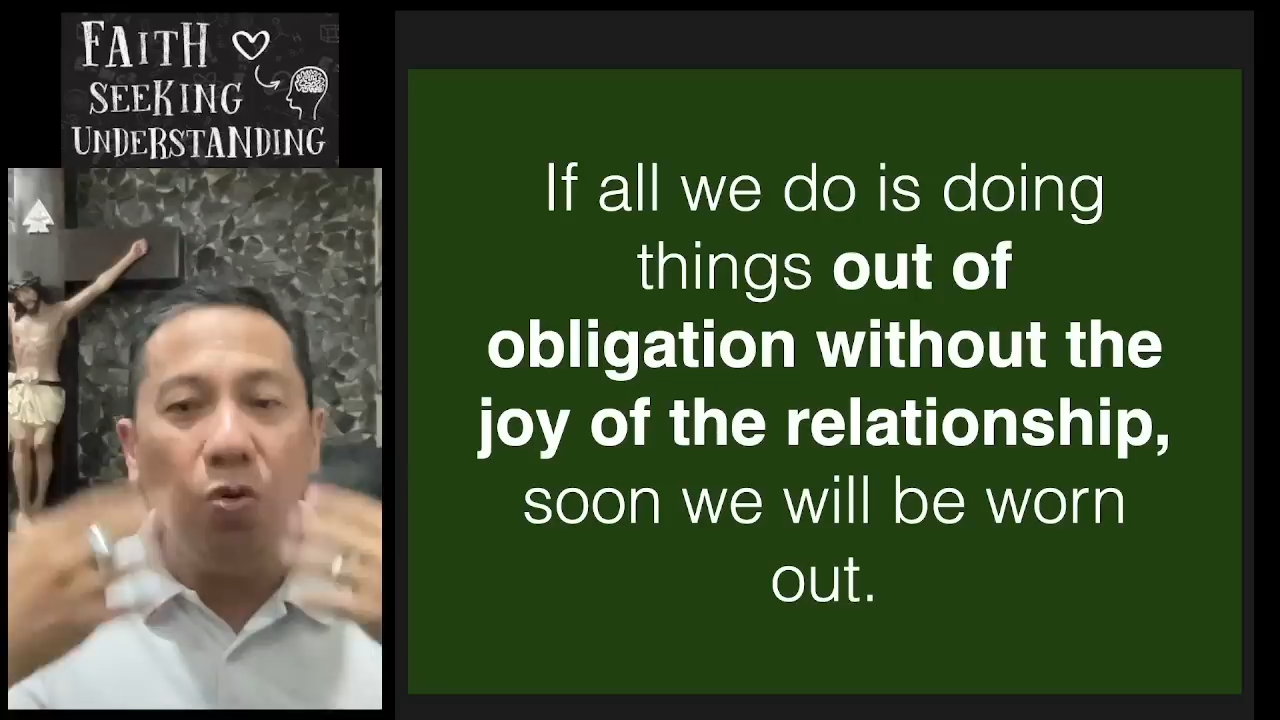 FAITH
SEEKING
UNDERSTANDING
If all we do is doing
things out of
obligation without the
joy of the relationship,
soon we will be worn
out.